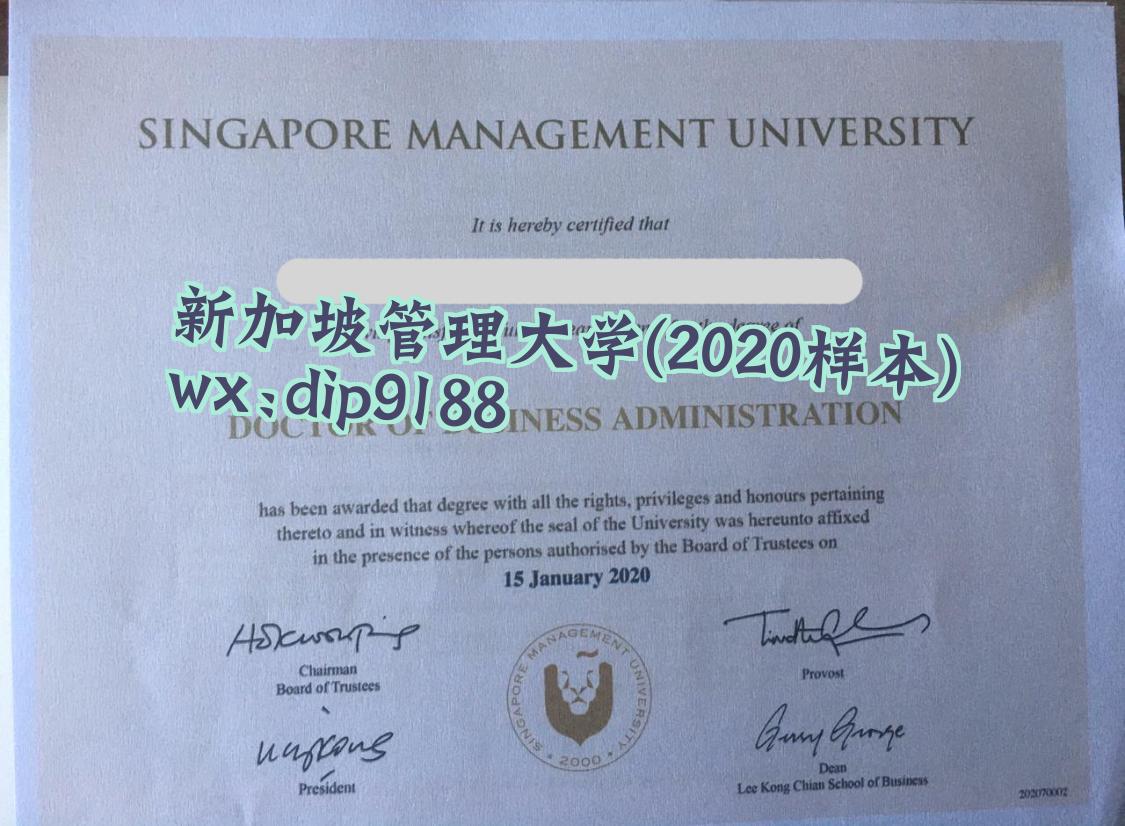 SINGAPORE MANAGEMENT UNIVERSITY
It is hereby certified that
of
新加坡管理大学(2020样本)
wx:dip9188
DOCTOR OF BUSINESS ADMINISTRATION
has been awarded that degree with all the rights, privileges and honours pertaining
thereto and in witness whereof the seal of the University was hereunto affixed
in the presence of the persons authorised by the Board of Trustees on
15 January 2020
Chairman
Board of Trustees
Provost
SINGAPORE MANAGEMENT UNIVERSITY
2000
President
Dean
Lee Kong Chian School of Business
202070002